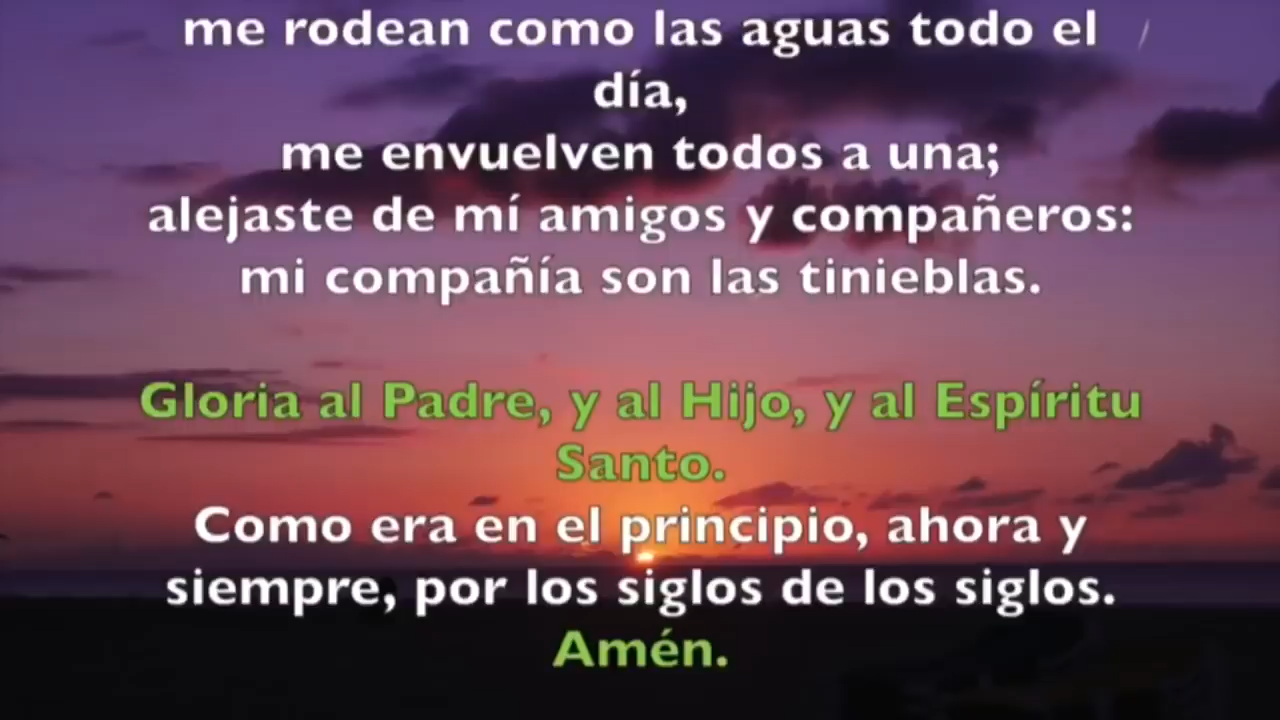 me rodean como las aguas todo el
día,
me envuelven todos a una;
alejaste de mí amigos y compañeros:
mi compañía son las tinieblas.
Gloria al Padre, y al Hijo, y al Espíritu
Santo.
Como era en el principio, ahora y
siempre, por los siglos de los siglos.
Amén.